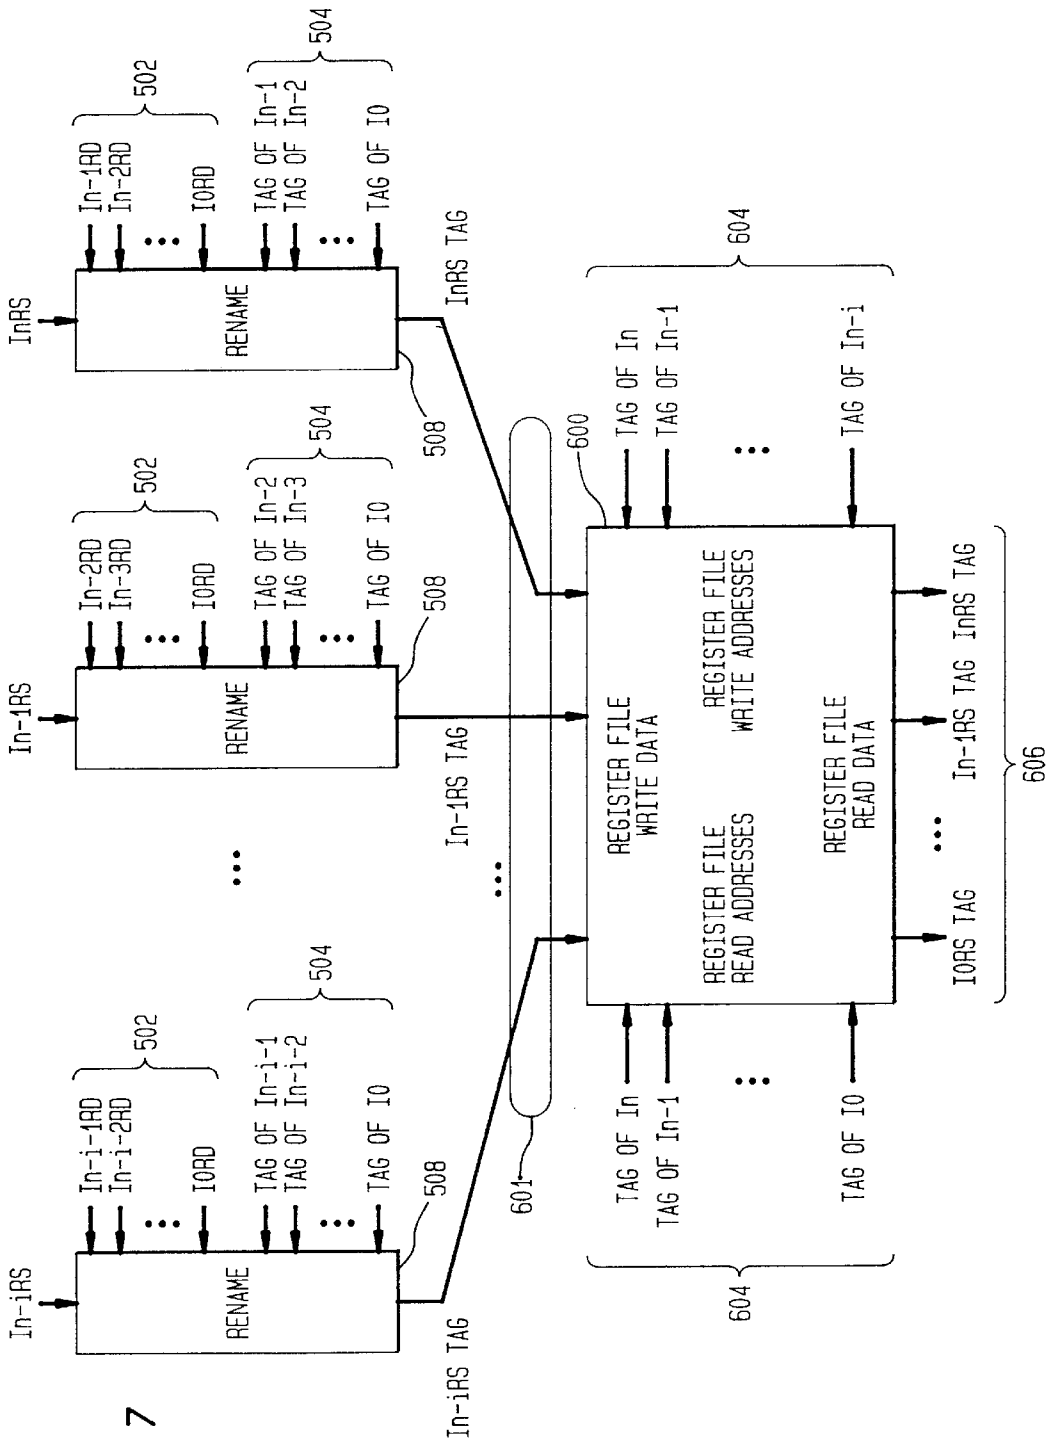 7
In-iRS
In-i-1RD
In-i-2RD
•••
IORD
502
RENAME
TAG OF In-i-1
TAG OF In-i-2
•••
TAG OF IO
504
508
In-iRS TAG
•••
In-1RS
In-2RD
In-3RD
•••
IORD
502
RENAME
TAG OF In-2
TAG OF In-3
•••
TAG OF IO
504
508
In-1RS TAG
•••
InRS
In-1RD
In-2RD
•••
IORD
502
RENAME
TAG OF In-1
TAG OF In-2
•••
TAG OF IO
504
508
InRS TAG
601
600
REGISTER FILE
WRITE DATA
REGISTER FILE
READ ADDRESSES
REGISTER FILE
WRITE ADDRESSES
REGISTER FILE
READ DATA
TAG OF In
TAG OF In-1
•••
TAG OF IO
604
TAG OF In
TAG OF In-1
•••
TAG OF In-i
604
IORS TAG
•••
In-1RS TAG
InRS TAG
606